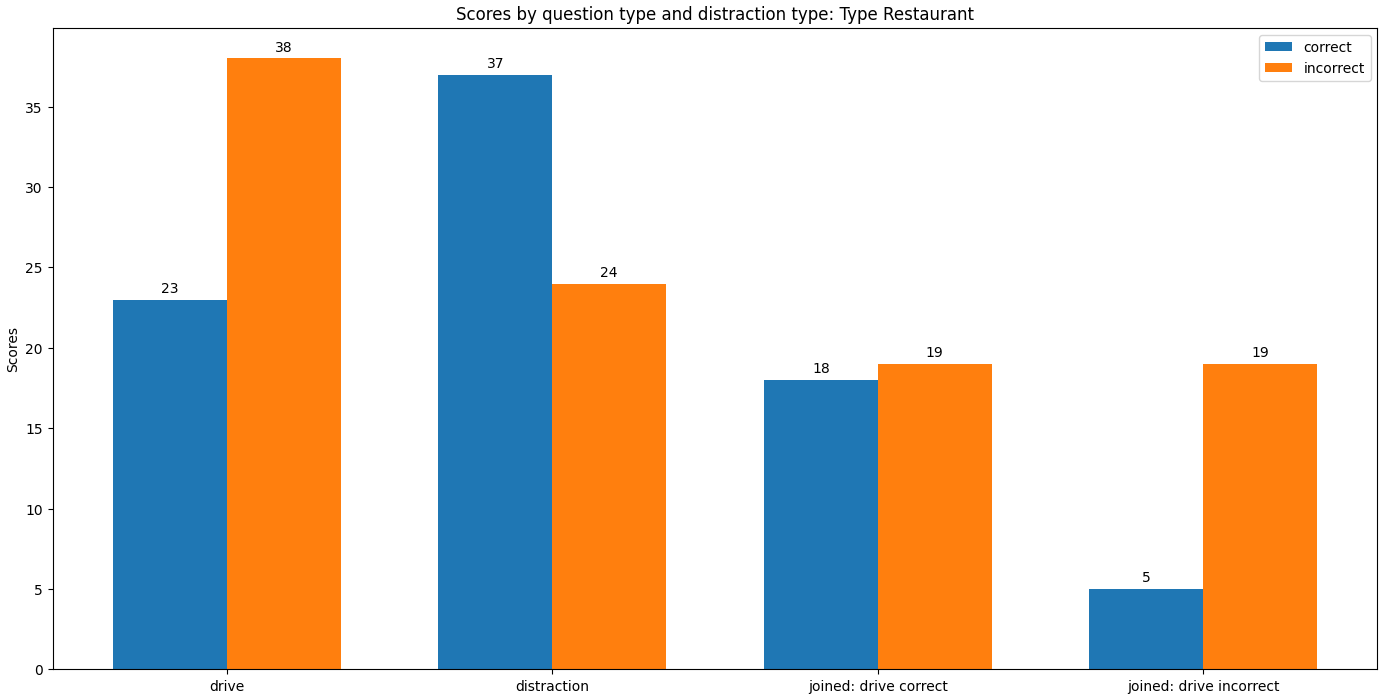 Scores by question type and distraction type: Type Restaurant
correct
incorrect
Scores
35
30
25
20
15
10
5
0
23
38
37
24
18
19
5
19
drive
distraction
joined: drive correct
joined: drive incorrect